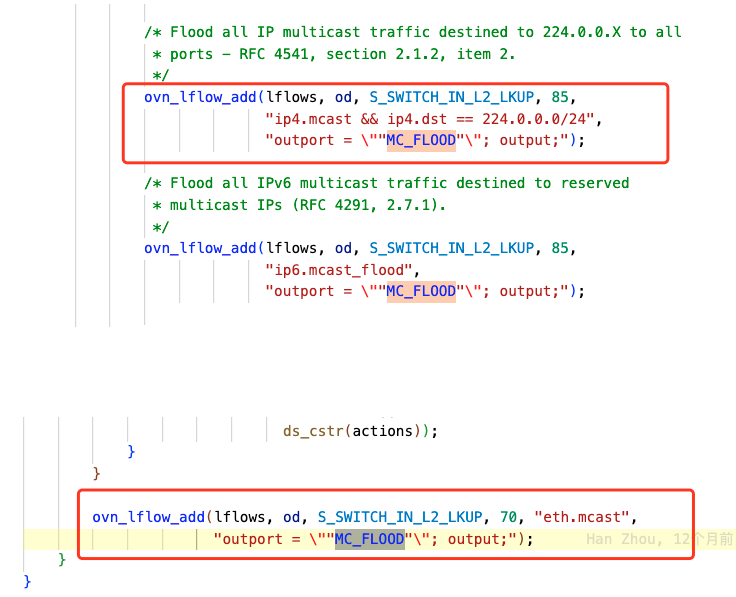 /* Flood all IP multicast traffic destined to 224.0.0.X to all
 * ports - RFC 4541, section 2.1.2, item 2.
 */
ovn_lflow_add(lflows, od, S_SWITCH_IN_L2_LKUP, 85,
              "ip4.mcast && ip4.dst == 224.0.0.0/24",
              "outport = \""MC_FLOOD"\"; output;");
/* Flood all IPv6 multicast traffic destined to reserved
 * multicast IPs (RFC 4291, 2.7.1).
 */
ovn_lflow_add(lflows, od, S_SWITCH_IN_L2_LKUP, 85,
              "ip6.mcast_flood",
              "outport = \""MC_FLOOD"\"; output;");
ds_cstr(actions));
}
}
ovn_lflow_add(lflows, od, S_SWITCH_IN_L2_LKUP, 70, "eth.mcast",
              "outport = \""MC_FLOOD"\"; output;"); Han Zhou, 12个月前
}
}